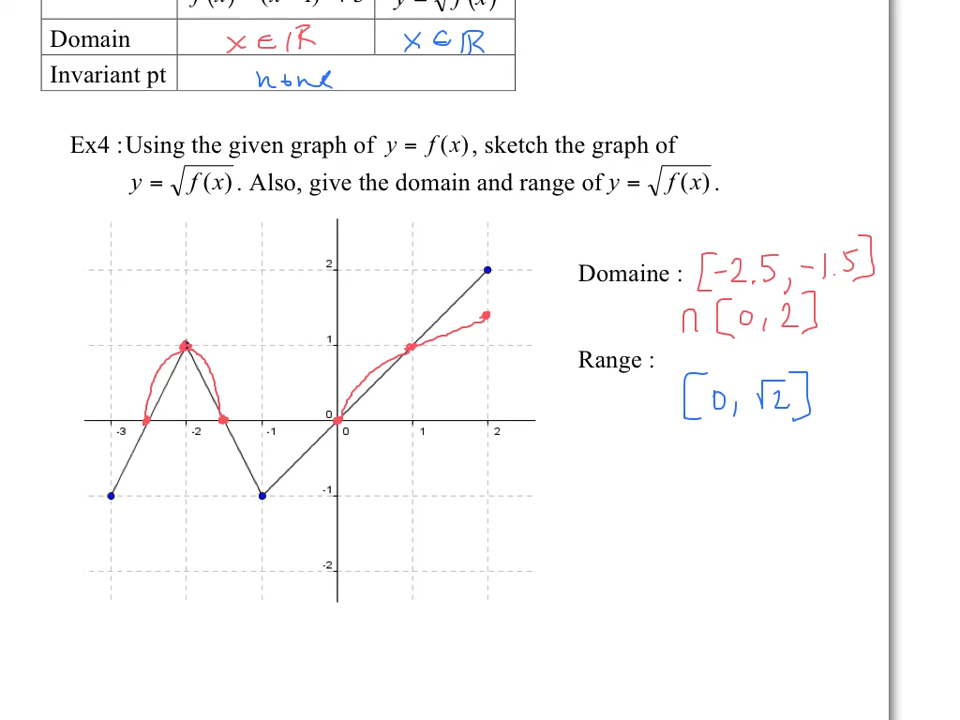 Domain x ∈ ℝ x ∈ ℝ
Invariant pt none
Ex4 : Using the given graph of y = f(x), sketch the graph of
y = √f(x). Also, give the domain and range of y = √f(x).
Domaine : [-2.5, -1.5]
∩ [0, 2]
Range :
[0, √2]
2
1
0
-3 -2 -1 0 1 2
-1
-2